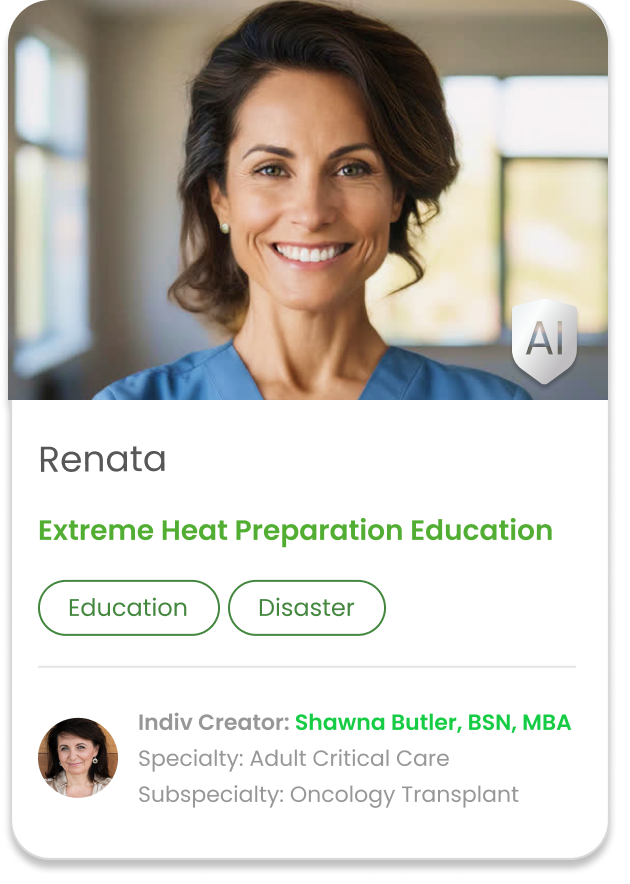 AI
Renata
Extreme Heat Preparation Education
Education Disaster
Indiv Creator: Shawna Butler, BSN, MBA
Specialty: Adult Critical Care
Subspecialty: Oncology Transplant